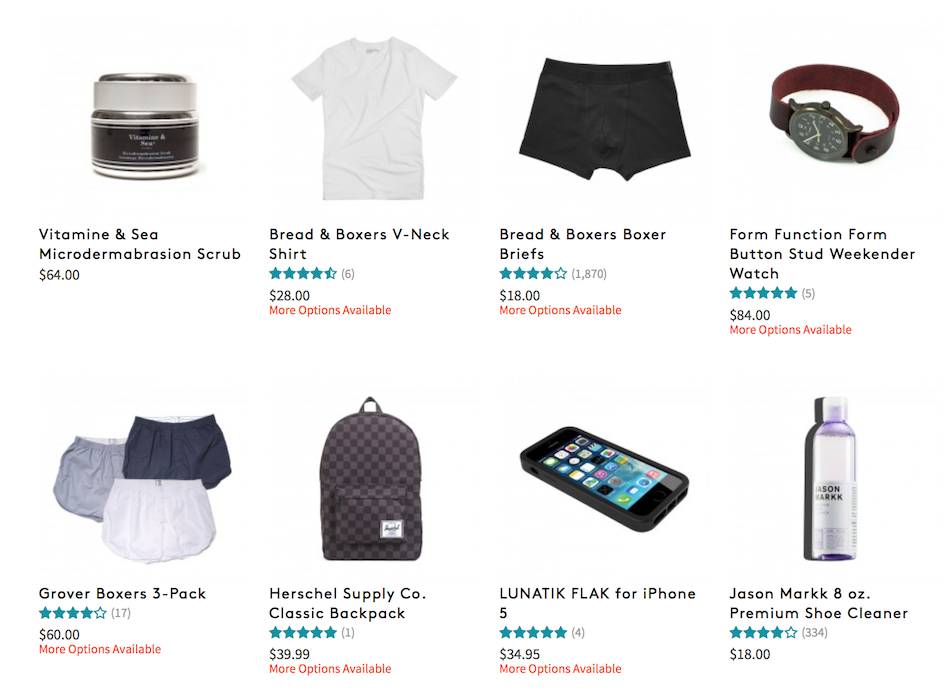 Vitamine &
Sea
Vitamine & Sea
Microdermabrasion Scrub
$64.00
Bread & Boxers V-Neck
Shirt
(6)
$28.00
More Options Available
Bread & Boxers Boxer
Briefs
(1,870)
$18.00
More Options Available
Form Function Form
Button Stud Weekender
Watch
(5)
$84.00
More Options Available
Herschel
JASON
MARKK
Grover Boxers 3-Pack
(17)
$60.00
More Options Available
Herschel Supply Co.
Classic Backpack
(1)
$39.99
More Options Available
LUNATIK FLAK for iPhone
5
(4)
$34.95
More Options Available
Jason Markk 8 oz.
Premium Shoe Cleaner
(334)
$18.00